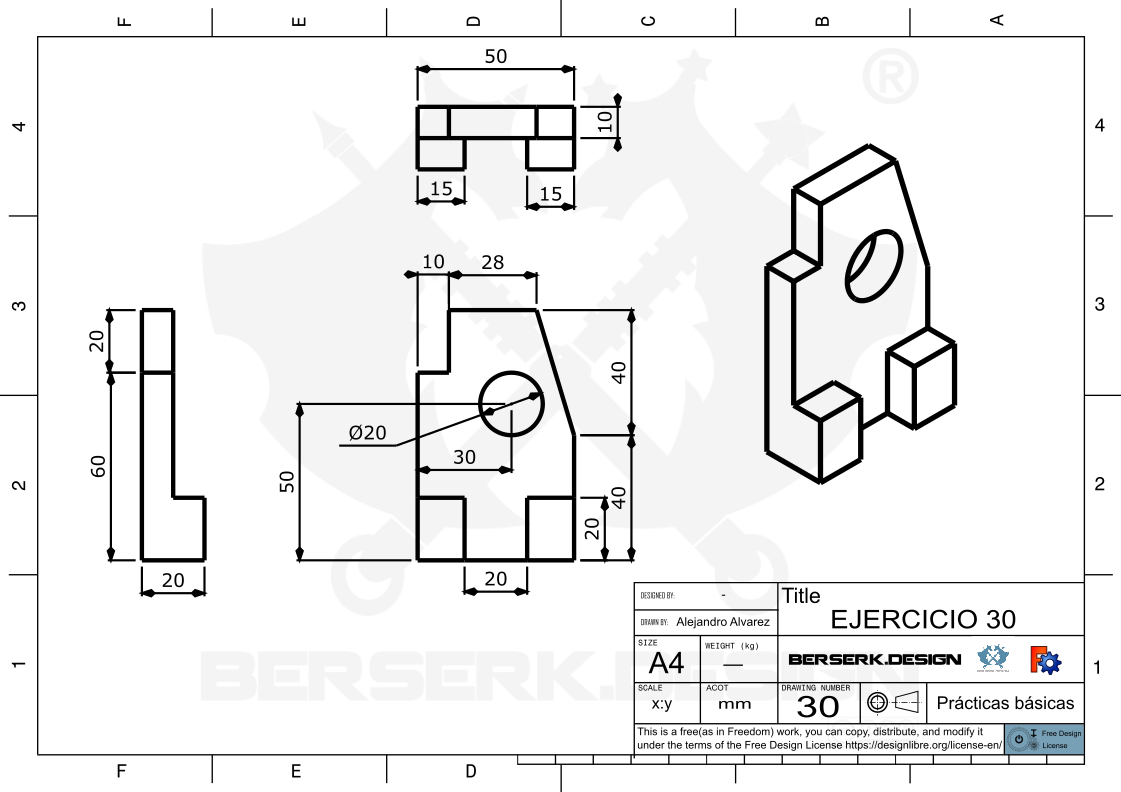 F E D C B A
4 4
3 3
2 2
1 1
F E D
50
10
15 15
10 28
20
60
20
Ø20
30
50
40
40
20
20
®
BERSERK.DESIGN
DESIGNED BY: -
DRAWN BY: Alejandro Alvarez
Title
EJERCICIO 30
SIZE
A4
WEIGHT (kg)
—
BERSERK.DESIGN
SCALE
x:y
ACOT
mm
DRAWING NUMBER
30
Prácticas básicas
This is a free(as in Freedom) work, you can copy, distribute, and modify it
under the terms of the Free Design License https://designlibre.org/license-en/
Free Design
License